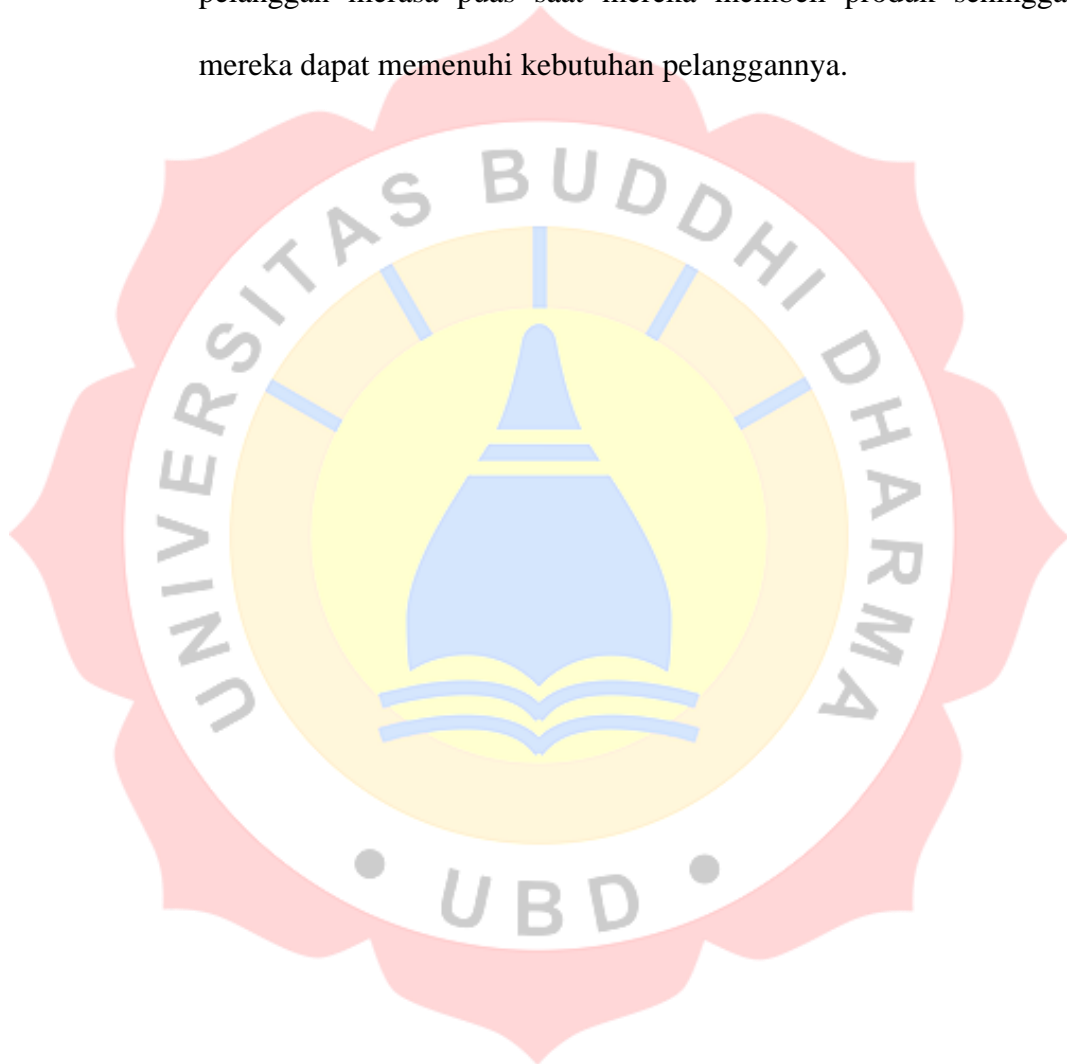 pelanggan merasa puas saat mereka membeli produk sehingga
mereka dapat memenuhi kebutuhan pelanggannya.
UNIVERSITAS BUDDHI DHARMA
• UBD •